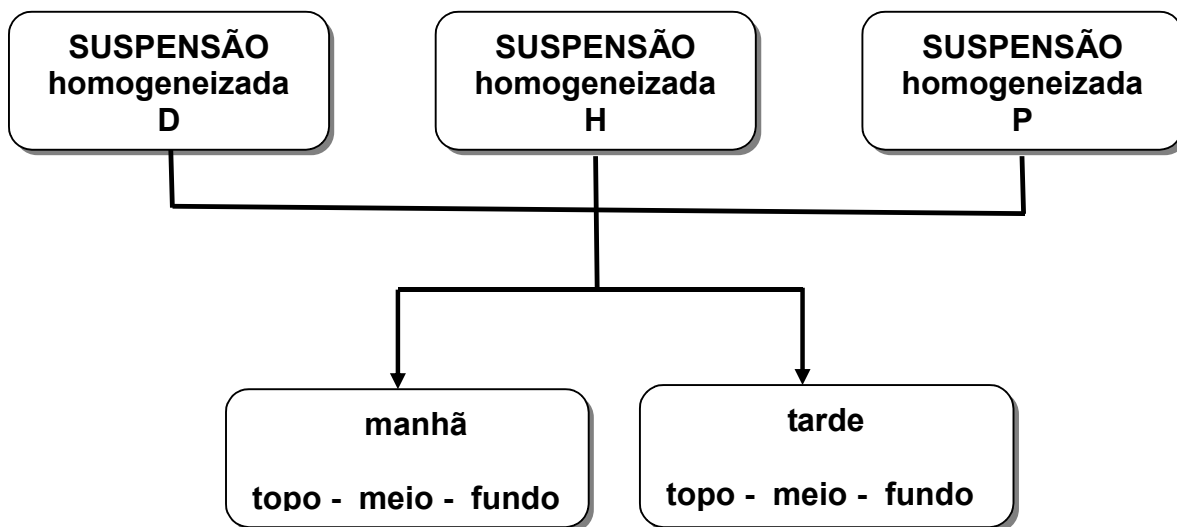 SUSPENSÃO
homogeneizada
D
SUSPENSÃO
homogeneizada
H
SUSPENSÃO
homogeneizada
P
manhã
topo - meio - fundo
tarde
topo - meio - fundo